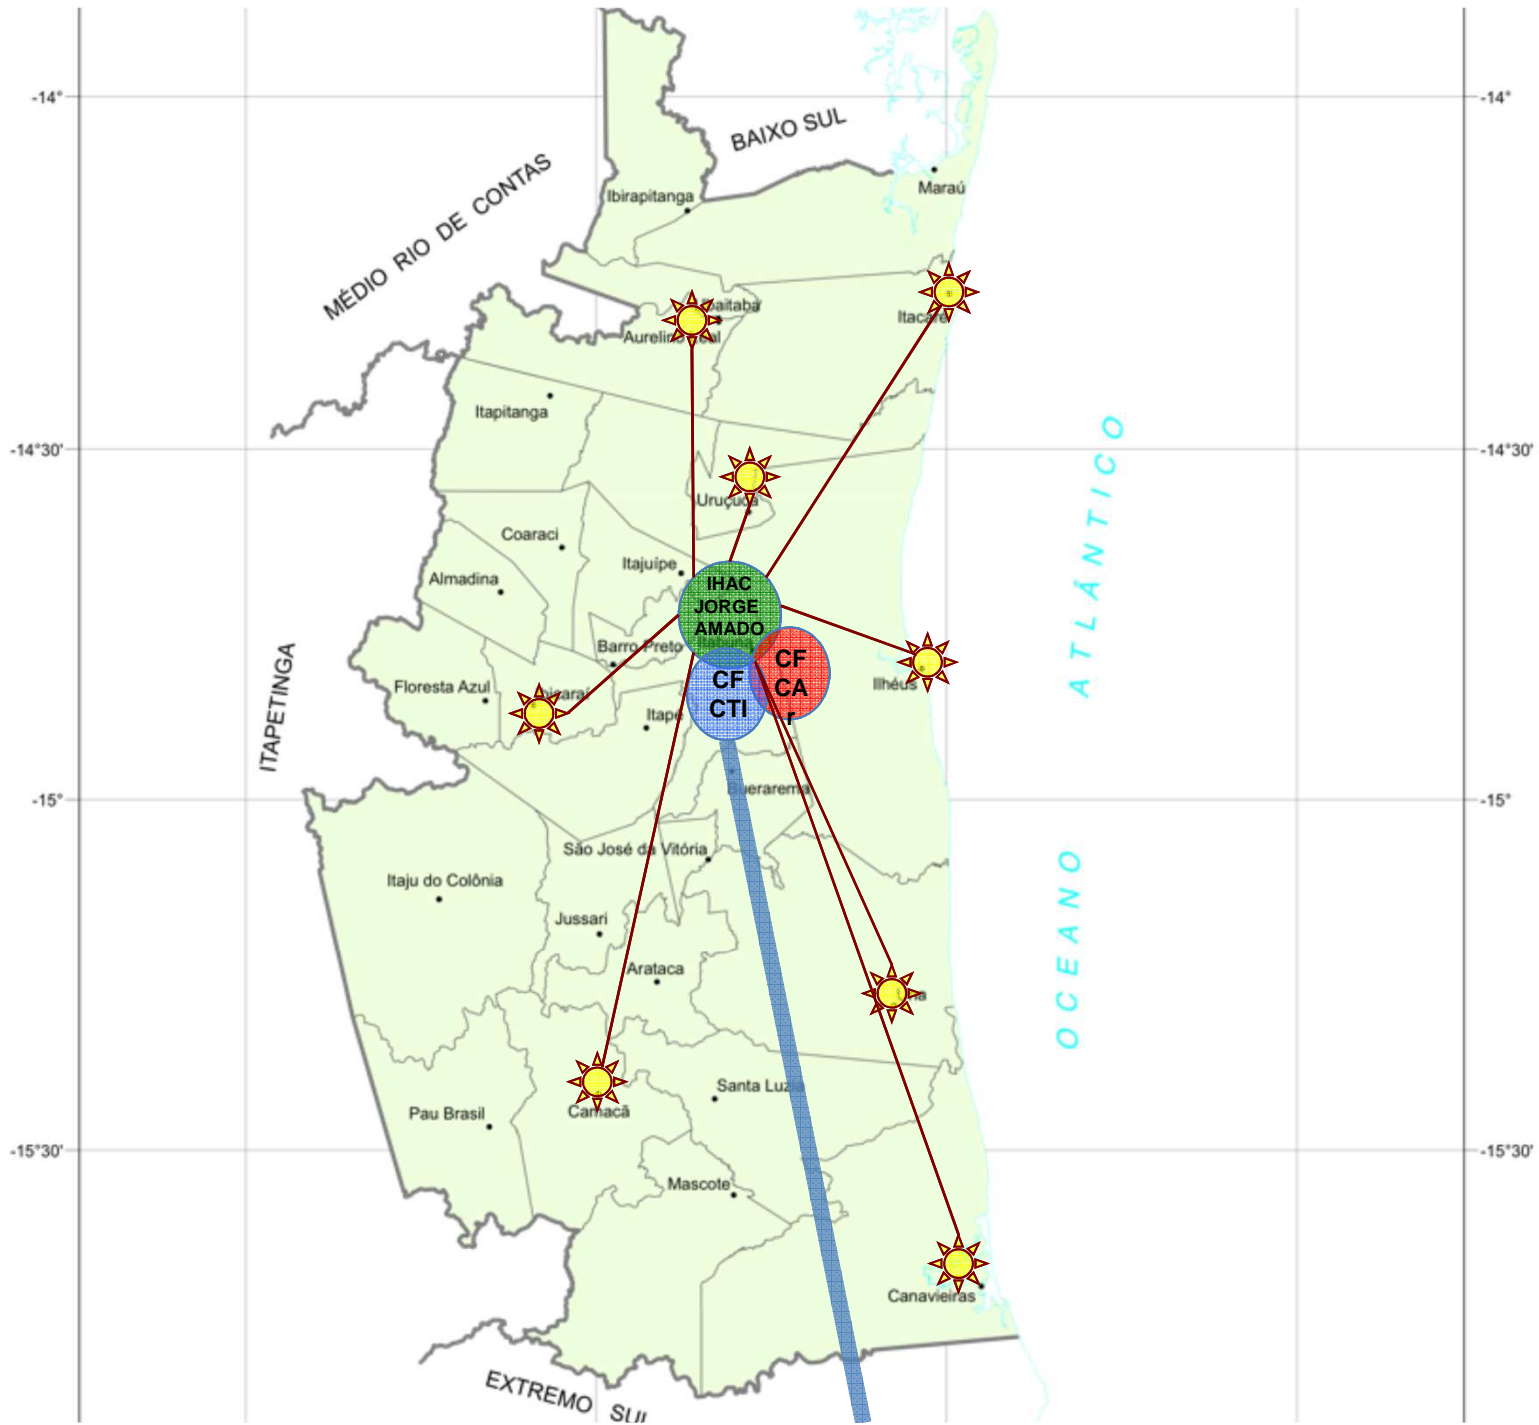 -14°
-14°
BAIXO SUL
MÉDIO RIO DE CONTAS
Maraú
Ibirapitanga
Itacaré
Aurelino Leal
Itapitanga
-14°30'
-14°30'
Uruçuca
Coaraci
Itajuípe
Almadina
IHAC
JORGE
AMADO
Barro Preto
CF
CA
r
CF
CTI
Ilhéus
Floresta Azul
Itapé
ITAPETINGA
OCEANO ATLÂNTICO
Buerarema
-15°
-15°
São José da Vitória
Itaju do Colônia
Jussari
Arataca
Santa Luzia
Camacã
Pau Brasil
-15°30'
-15°30'
Mascote
Canavieiras
EXTREMO SUL